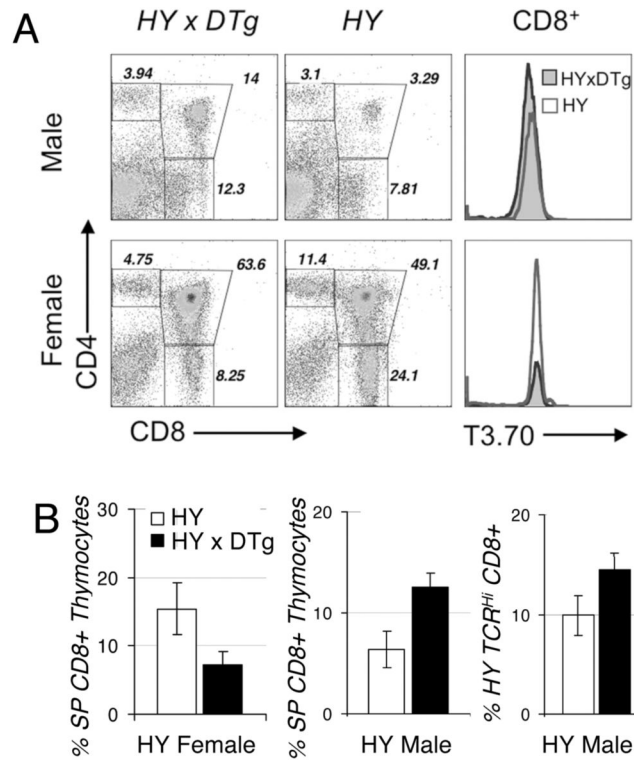 A
HY x DTg
HY
CD8+
Male
3.94
14
12.3
3.1
3.29
7.81
HYxDTg
HY
Female
4.75
63.6
8.25
11.4
49.1
24.1
CD4
CD8
T3.70
B
% SP CD8+ Thymocytes
30
20
10
0
HY
HY x DTg
HY Female
% SP CD8+ Thymocytes
20
10
0
HY Male
% HY TCRHi CD8+
20
10
0
HY Male